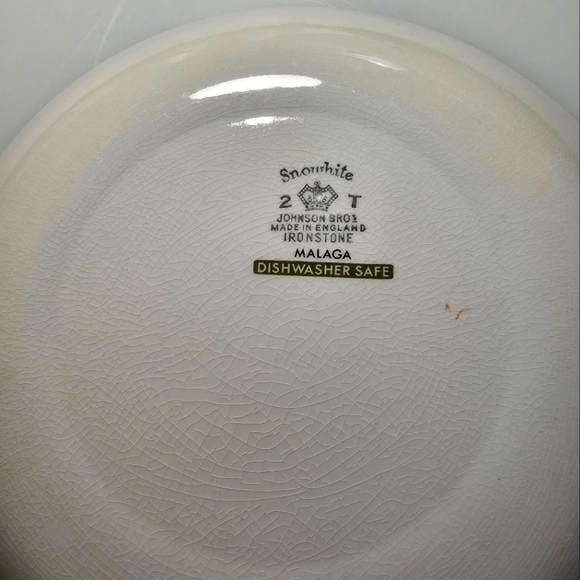 Snowhite
2 T
JOHNSON BROS
MADE IN ENGLAND
IRONSTONE
MALAGA
DISHWASHER SAFE